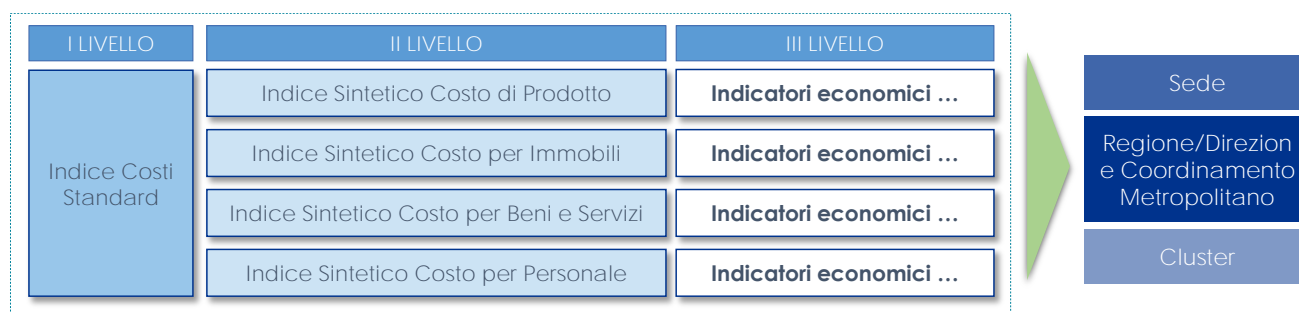 I LIVELLO
II LIVELLO
III LIVELLO
Indice Costi
Standard
Indice Sintetico Costo di Prodotto
Indicatori economici …
Indice Sintetico Costo per Immobili
Indicatori economici …
Indice Sintetico Costo per Beni e Servizi
Indicatori economici …
Indice Sintetico Costo per Personale
Indicatori economici …
Sede
Regione/Direzion
e Coordinamento
Metropolitano
Cluster